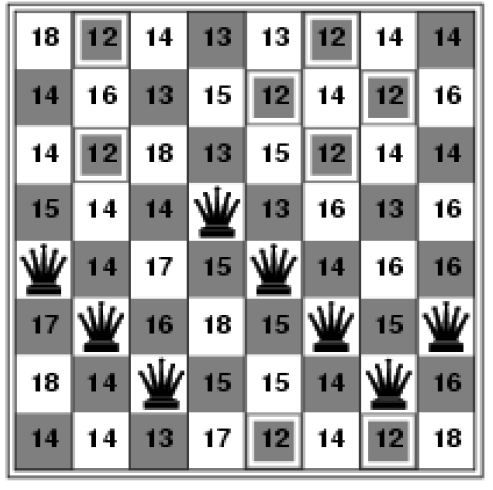 18 12 14 13 13 12 14 14
14 16 13 15 12 14 12 16
14 12 18 13 15 12 14 14
15 14 14 13 16 13 16
14 17 15 14 16 16
17 16 18 15 15
18 14 15 15 14 16
14 14 13 17 12 14 12 18